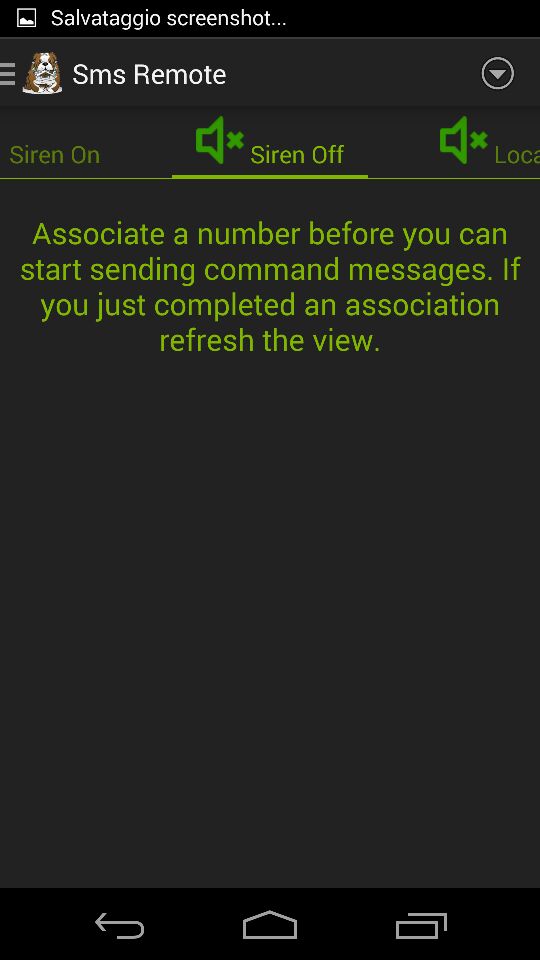 Salvataggio screenshot...
Sms Remote
Siren On
Siren Off
Loca
Associate a number before you can
start sending command messages. If
you just completed an association
refresh the view.